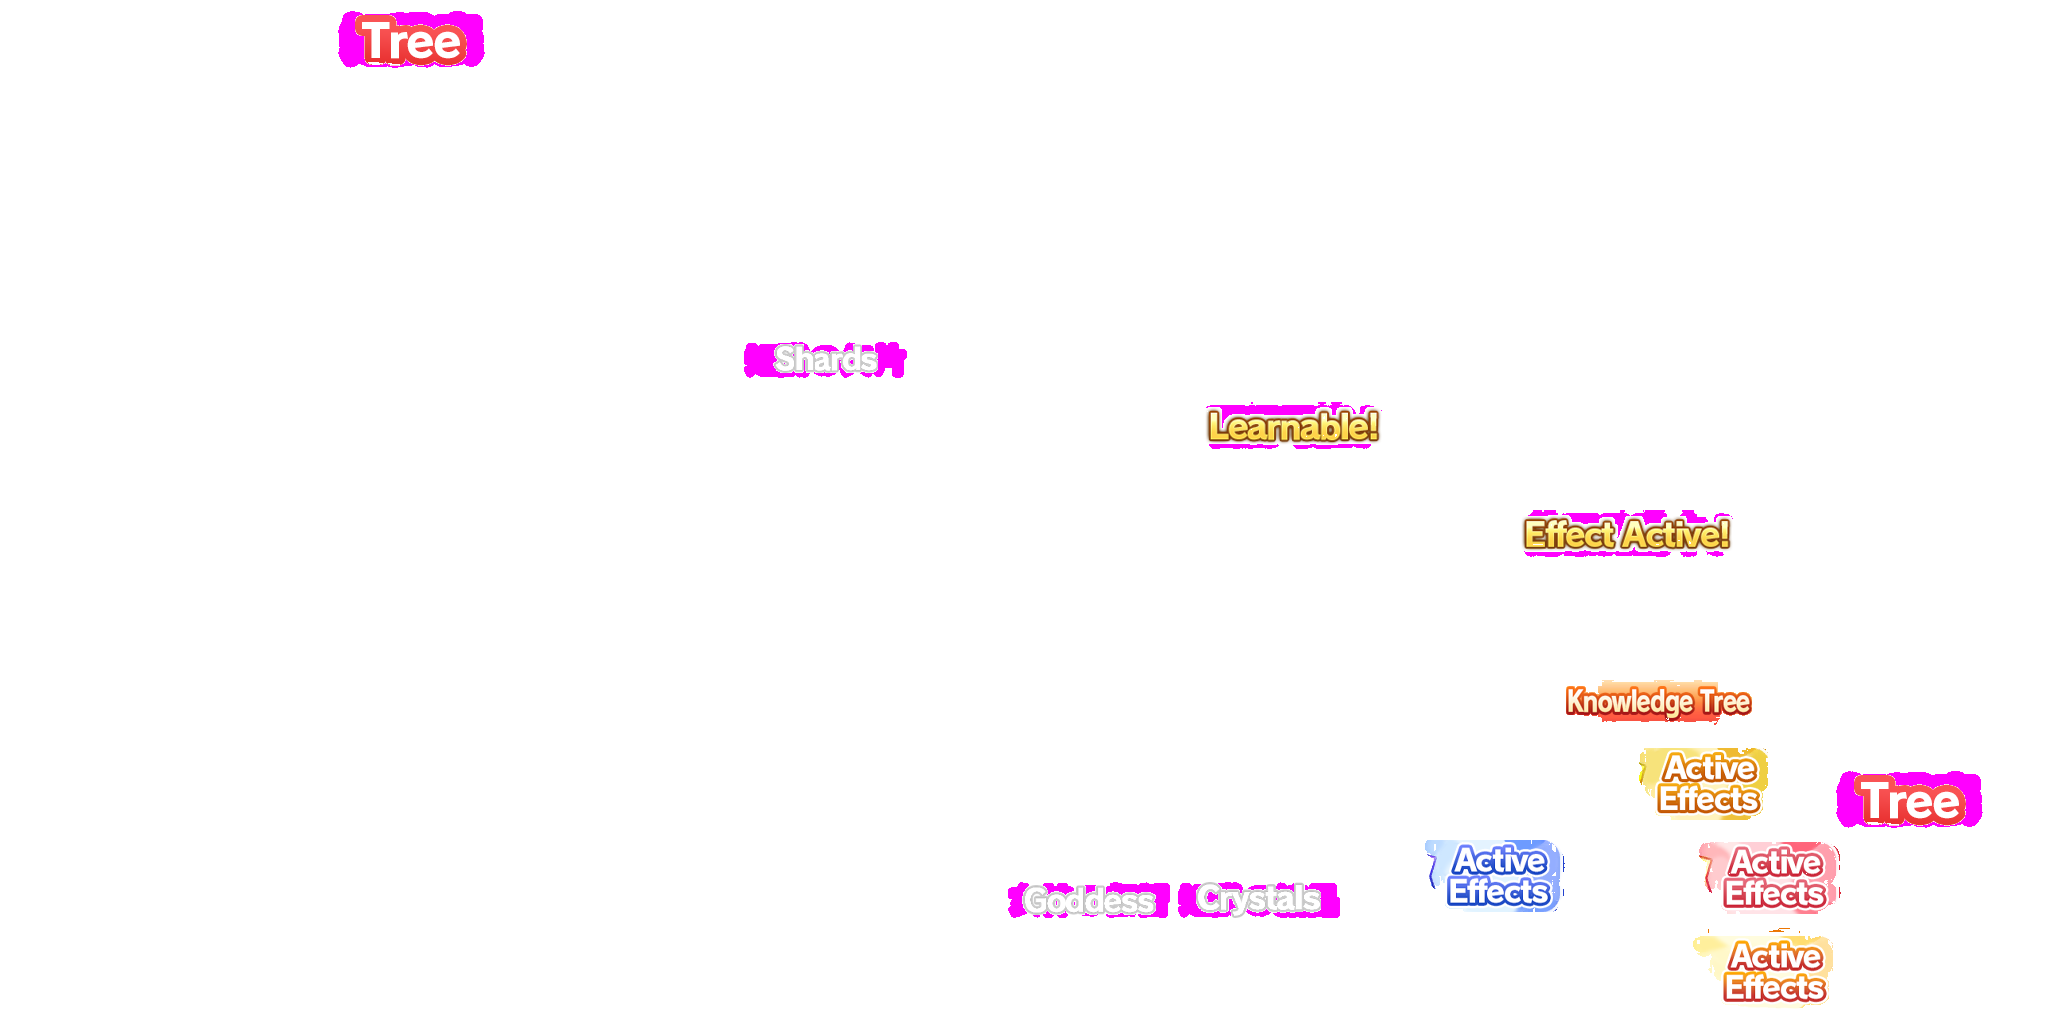 Tree
Shards
Learnable!
Effect Active!
Knowledge Tree
Active
Effects
Tree
Active
Effects
Active
Effects
Goddess
Crystals
Active
Effects